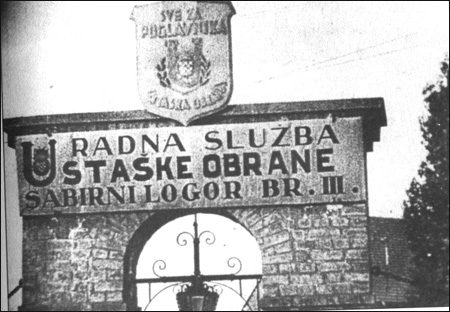 SVE ZA
POGLAVNIKA
USTAŠKA OBRANA
RADNA SLUŽBA
USTAŠKE OBRANE
SABIRNI LOGOR BR. III.